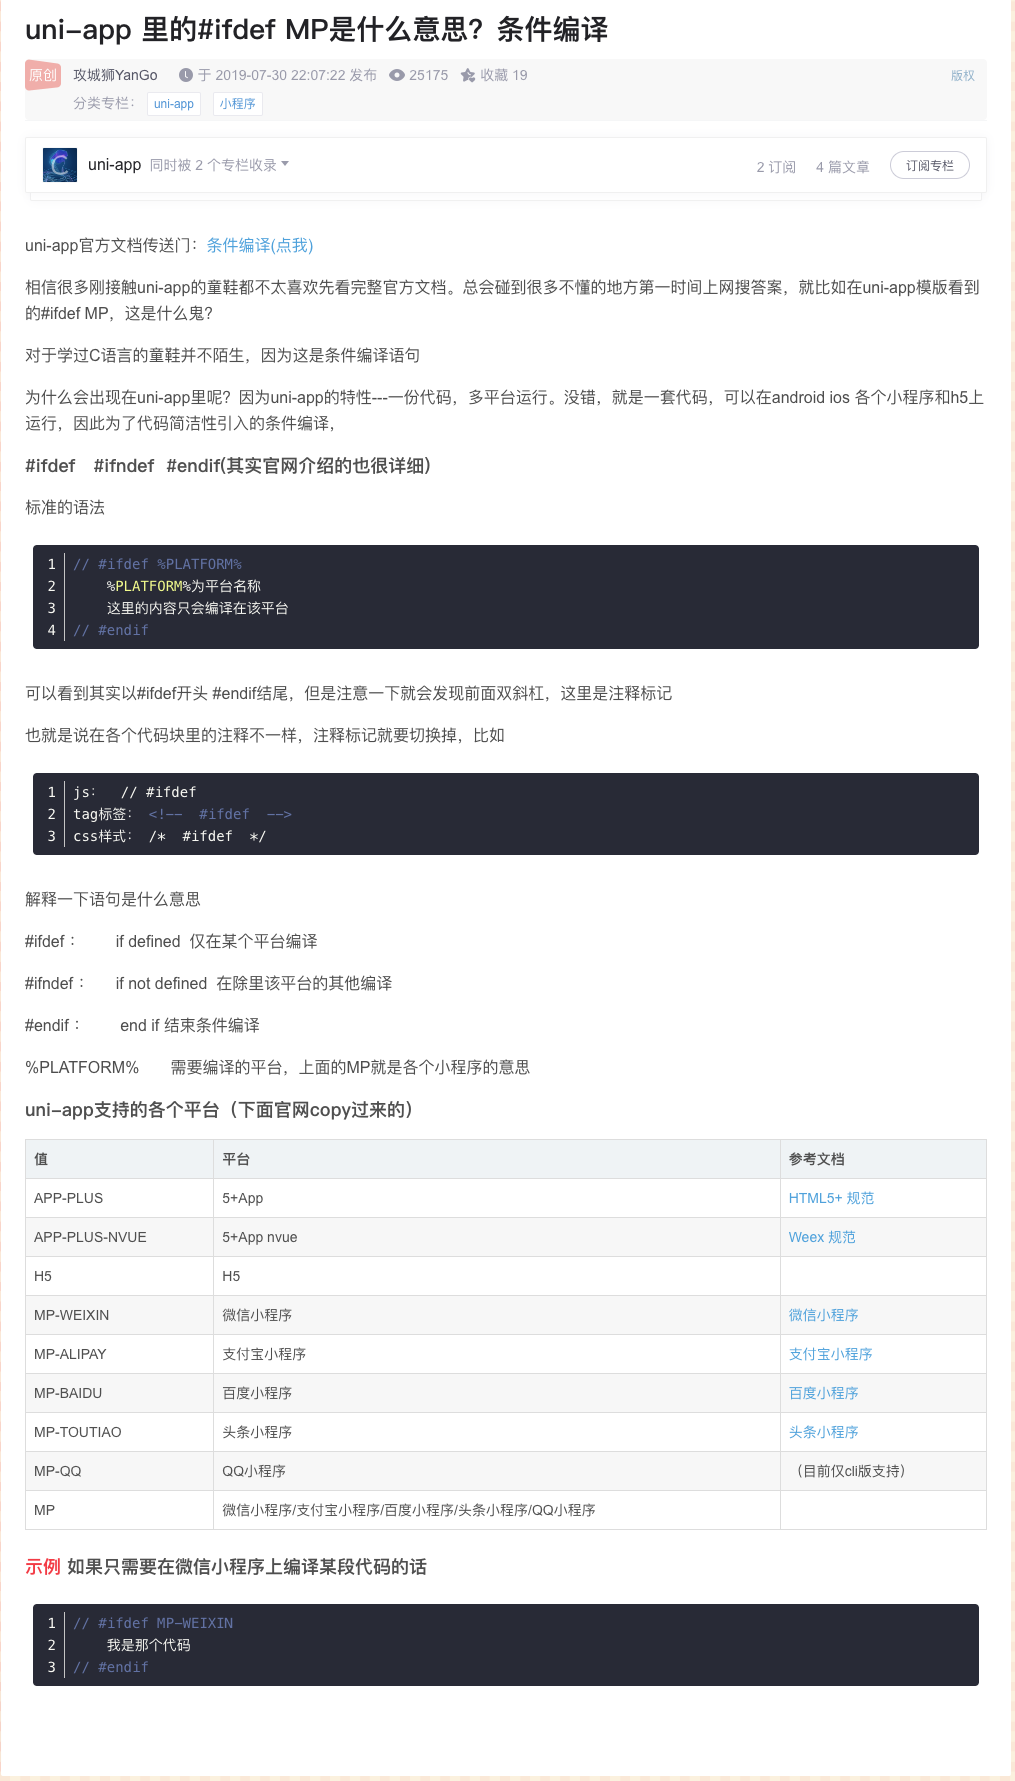 uni-app 里的#ifdef MP是什么意思？条件编译
原创 攻城狮YanGo 于 2019-07-30 22:07:22 发布 25175 收藏 19 版权
分类专栏： uni-app 小程序
uni-app 同时被 2 个专栏收录 2 订阅 4 篇文章 订阅专栏
uni-app官方文档传送门：条件编译(点我)
相信很多刚接触uni-app的童鞋都不太喜欢先看完整官方文档。总会碰到很多不懂的地方第一时间上网搜答案，就比如在uni-app模版看到
的#ifdef MP，这是什么鬼？
对于学过C语言的童鞋并不陌生，因为这是条件编译语句
为什么会出现在uni-app里呢？因为uni-app的特性---一份代码，多平台运行。没错，就是一套代码，可以在android ios 各个小程序和h5上
运行，因此为了代码简洁性引入的条件编译，
#ifdef #ifndef #endif(其实官网介绍的也很详细)
标准的语法
1 // #ifdef %PLATFORM%
2 %PLATFORM%为平台名称
3 这里的内容只会编译在该平台
4 // #endif
可以看到其实以#ifdef开头 #endif结尾，但是注意一下就会发现前面双斜杠，这里是注释标记
也就是说在各个代码块里的注释不一样，注释标记就要切换掉，比如
1 js： // #ifdef
2 tag标签： <!-- #ifdef -->
3 css样式： /* #ifdef */
解释一下语句是什么意思
#ifdef： if defined 仅在某个平台编译
#ifndef： if not defined 在除里该平台的其他编译
#endif： end if 结束条件编译
%PLATFORM% 需要编译的平台，上面的MP就是各个小程序的意思
uni-app支持的各个平台（下面官网copy过来的）
值 平台 参考文档
APP-PLUS 5+App HTML5+ 规范
APP-PLUS-NVUE 5+App nvue Weex 规范
H5 H5
MP-WEIXIN 微信小程序 微信小程序
MP-ALIPAY 支付宝小程序 支付宝小程序
MP-BAIDU 百度小程序 百度小程序
MP-TOUTIAO 头条小程序 头条小程序
MP-QQ QQ小程序 （目前仅cli版支持）
MP 微信小程序/支付宝小程序/百度小程序/头条小程序/QQ小程序
示例 如果只需要在微信小程序上编译某段代码的话
1 // #ifdef MP-WEIXIN
2 我是那个代码
3 // #endif